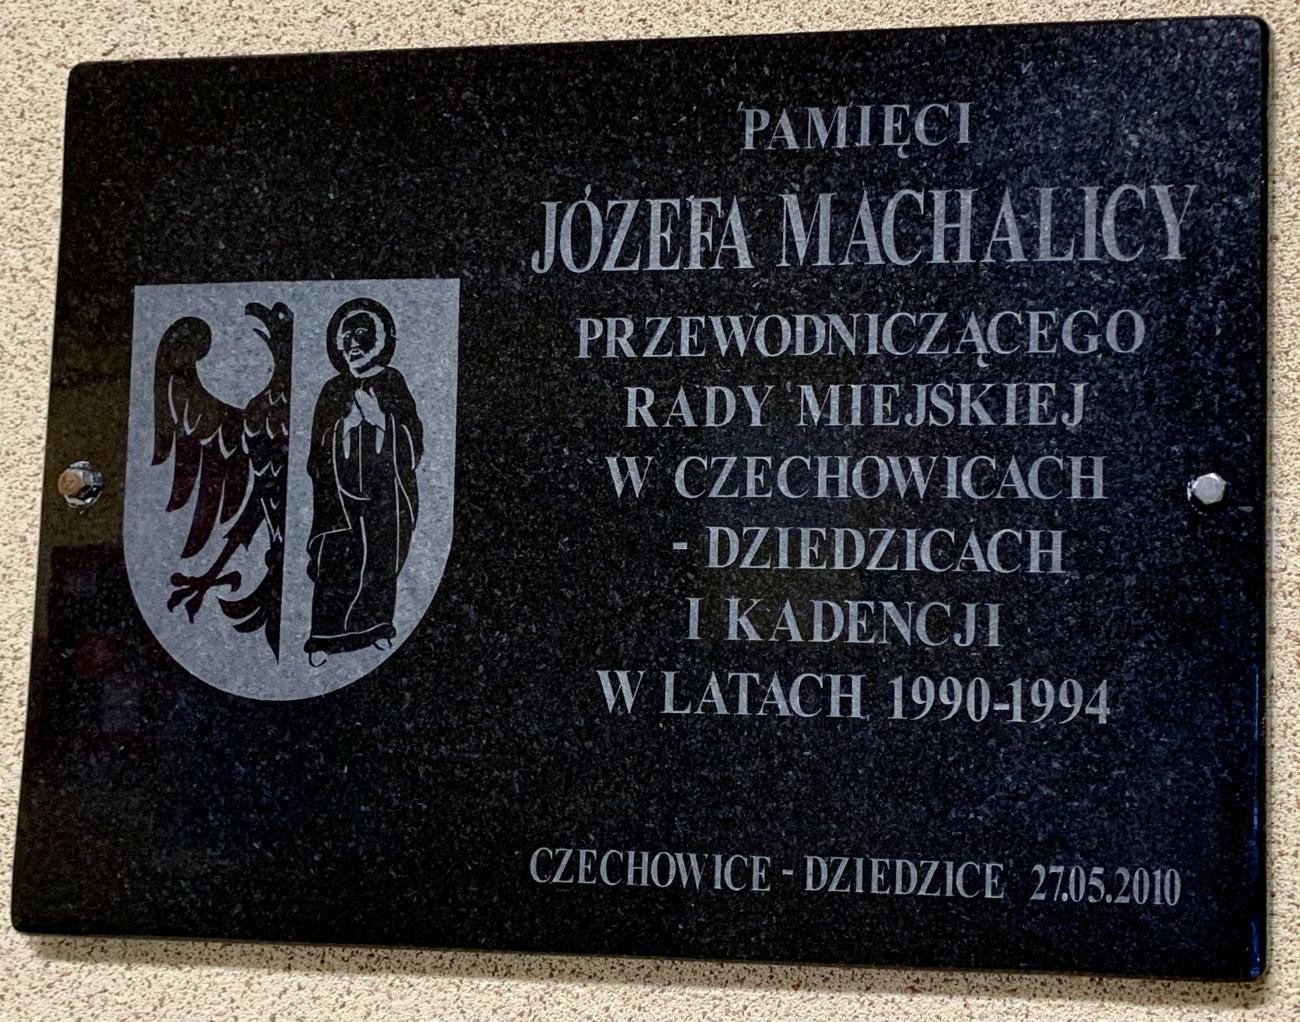 PAMIĘCI
JÓZEFA MACHALICY
PRZEWODNICZĄCEGO
RADY MIEJSKIEJ
W CZECHOWICACH
- DZIEDZICACH
I KADENCJI
W LATACH 1990-1994
CZECHOWICE - DZIEDZICE 27.05.2010